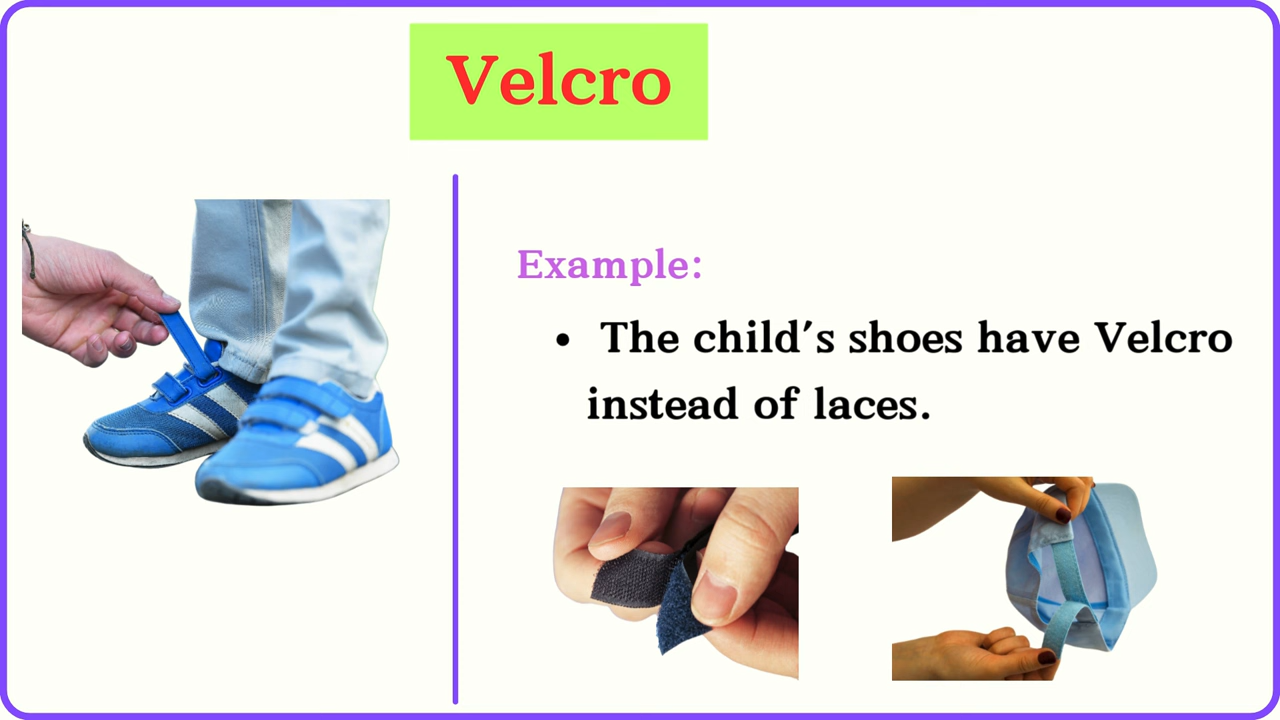 Velcro
Example:
• The child's shoes have Velcro
instead of laces.